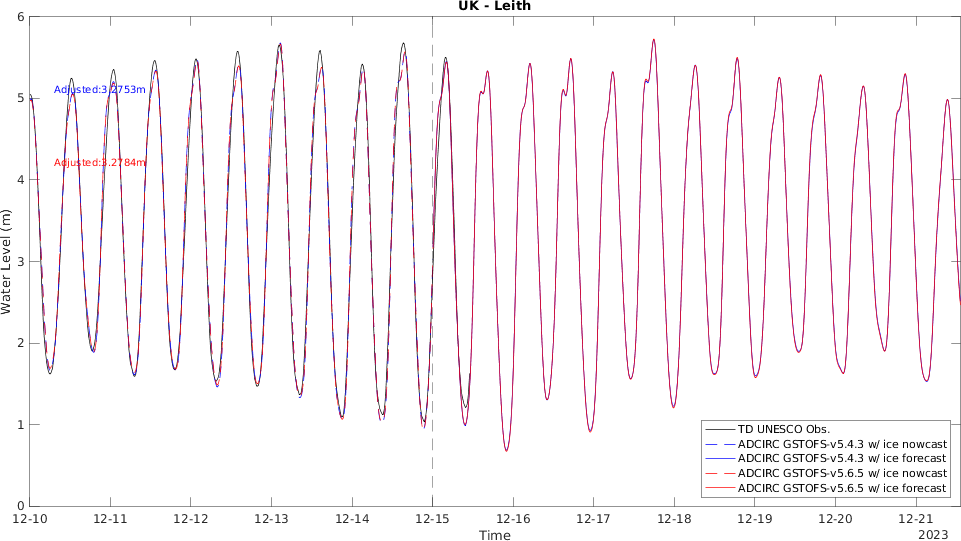 UK - Leith
6
5
4
3
2
1
0
Water Level (m)
Adjusted:3.2753m
Adjusted:3.2784m
TD UNESCO Obs.
ADCIRC GSTOFS-v5.4.3 w/ ice nowcast
ADCIRC GSTOFS-v5.4.3 w/ ice forecast
ADCIRC GSTOFS-v5.6.5 w/ ice nowcast
ADCIRC GSTOFS-v5.6.5 w/ ice forecast
12-10 12-11 12-12 12-13 12-14 12-15 12-16 12-17 12-18 12-19 12-20 12-21
Time
2023